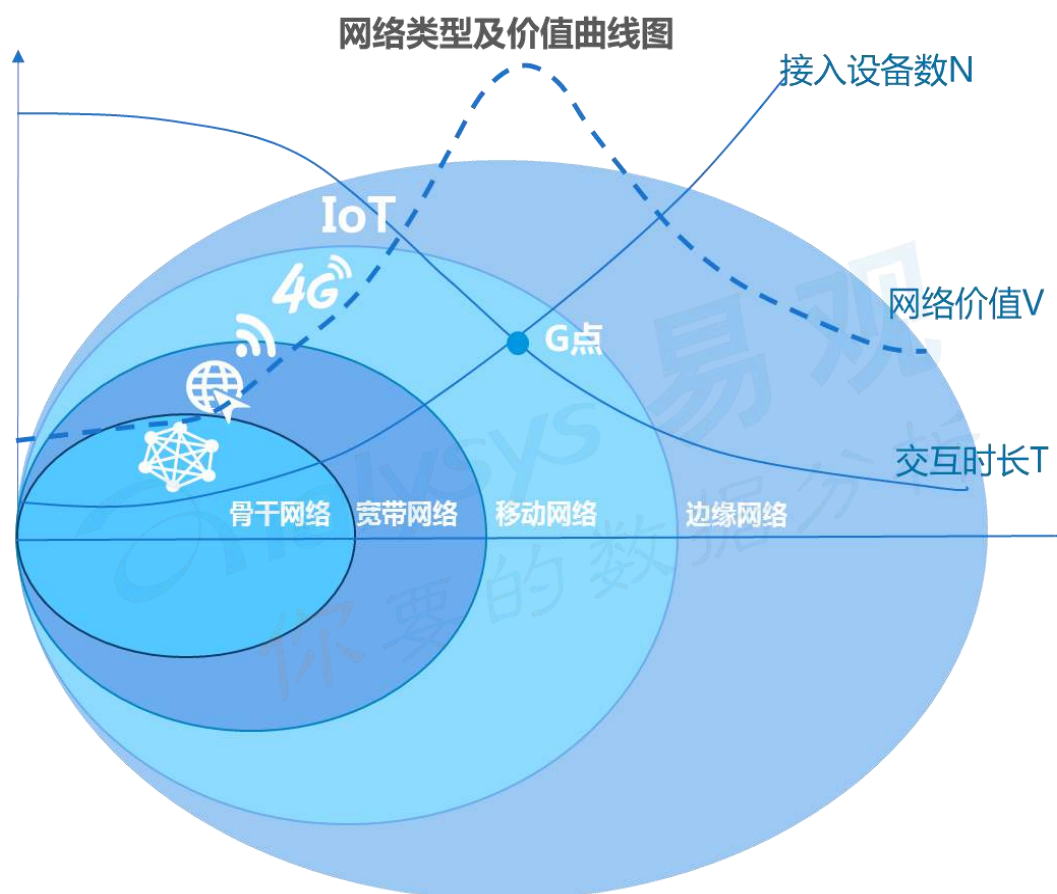 网络类型及价值曲线图
接入设备数N
IoT
4G
网络价值V
G点
交互时长T
骨干网络 宽带网络 移动网络 边缘网络
nalysys 易观
你要的数据分析